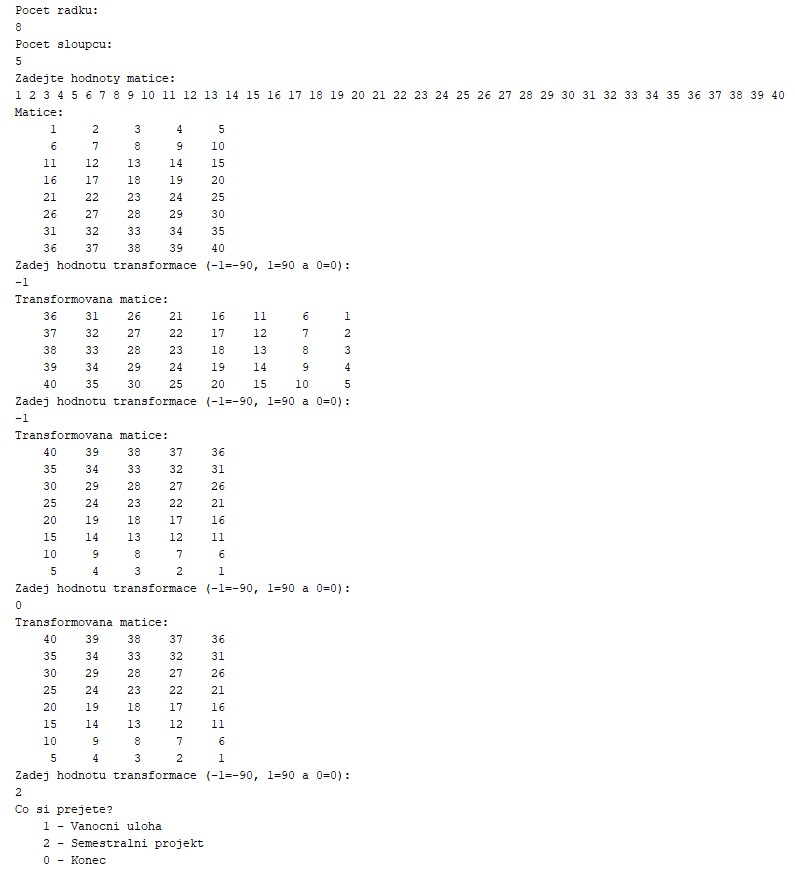 Pocet radku:
8
Pocet sloupcu:
5
Zadejte hodnoty matice:
1 2 3 4 5 6 7 8 9 10 11 12 13 14 15 16 17 18 19 20 21 22 23 24 25 26 27 28 29 30 31 32 33 34 35 36 37 38 39 40
Matice:
1 2 3 4 5
6 7 8 9 10
11 12 13 14 15
16 17 18 19 20
21 22 23 24 25
26 27 28 29 30
31 32 33 34 35
36 37 38 39 40
Zadej hodnotu transformace (-1=-90, 1=90 a 0=0):
-1
Transformovana matice:
36 31 26 21 16 11 6 1
37 32 27 22 17 12 7 2
38 33 28 23 18 13 8 3
39 34 29 24 19 14 9 4
40 35 30 25 20 15 10 5
Zadej hodnotu transformace (-1=-90, 1=90 a 0=0):
-1
Transformovana matice:
40 39 38 37 36
35 34 33 32 31
30 29 28 27 26
25 24 23 22 21
20 19 18 17 16
15 14 13 12 11
10 9 8 7 6
5 4 3 2 1
Zadej hodnotu transformace (-1=-90, 1=90 a 0=0):
0
Transformovana matice:
40 39 38 37 36
35 34 33 32 31
30 29 28 27 26
25 24 23 22 21
20 19 18 17 16
15 14 13 12 11
10 9 8 7 6
5 4 3 2 1
Zadej hodnotu transformace (-1=-90, 1=90 a 0=0):
2
Co si prejete?
1 - Vanocni uloha
2 - Semestralni projekt
0 - Konec